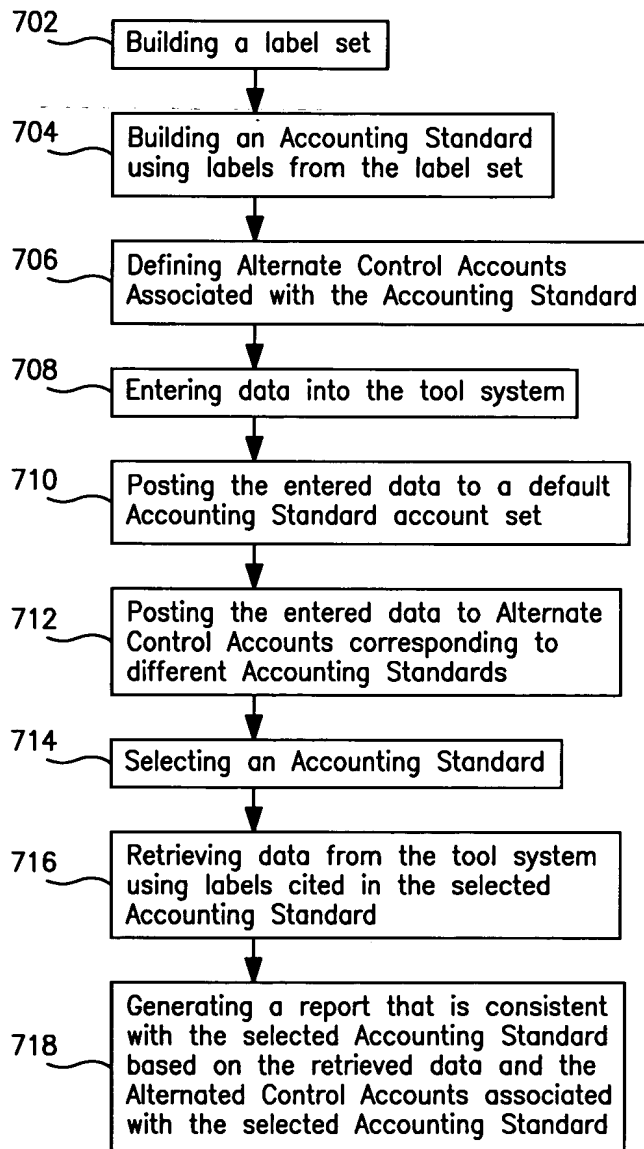 702
Building a label set
704
Building an Accounting Standard
using labels from the label set
706
Defining Alternate Control Accounts
Associated with the Accounting Standard
708
Entering data into the tool system
710
Posting the entered data to a default
Accounting Standard account set
712
Posting the entered data to Alternate
Control Accounts corresponding to
different Accounting Standards
714
Selecting an Accounting Standard
716
Retrieving data from the tool system
using labels cited in the selected
Accounting Standard
718
Generating a report that is consistent
with the selected Accounting Standard
based on the retrieved data and the
Alternated Control Accounts associated
with the selected Accounting Standard